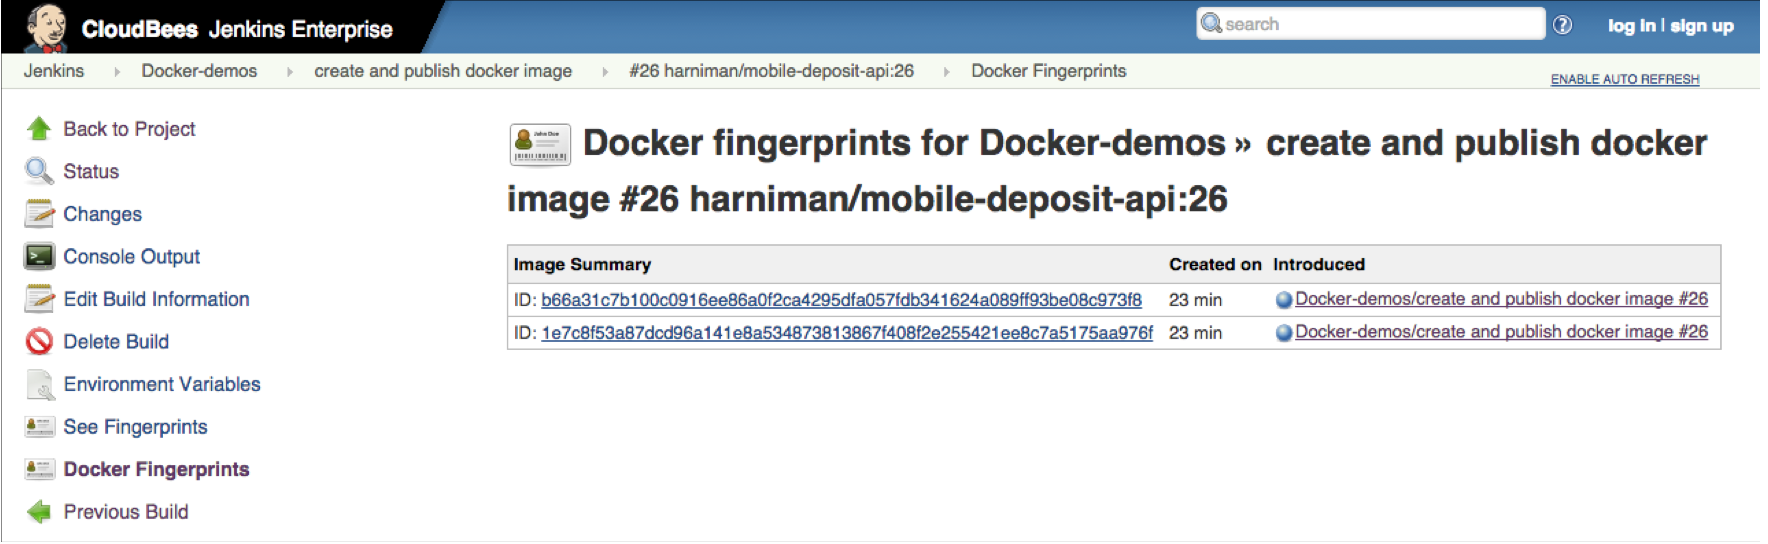 CloudBees Jenkins Enterprise
search
log in | sign up
Jenkins Docker-demos create and publish docker image #26 harniman/mobile-deposit-api:26 Docker Fingerprints
ENABLE AUTO REFRESH
Back to Project
Status
Changes
Console Output
Edit Build Information
Delete Build
Environment Variables
See Fingerprints
Docker Fingerprints
Previous Build
John Doe
Docker fingerprints for Docker-demos » create and publish docker
image #26 harniman/mobile-deposit-api:26
Image Summary Created on Introduced
ID: b66a31c7b100c0916ee86a0f2ca4295dfa057fdb341624a089ff93be08c973f8 23 min Docker-demos/create and publish docker image #26
ID: 1e7c8f53a87dcd96a141e8a534873813867f408f2e255421ee8c7a5175aa976f 23 min Docker-demos/create and publish docker image #26